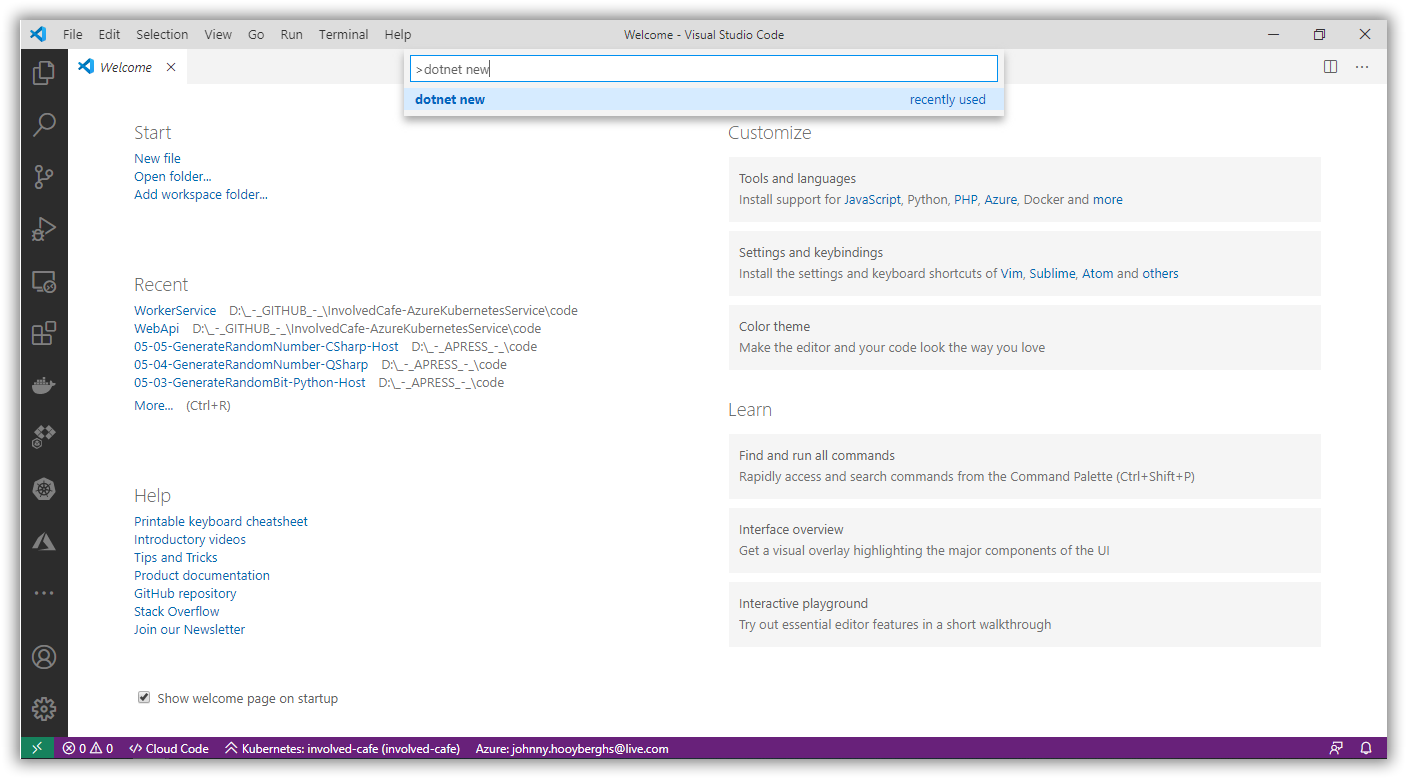 File Edit Selection View Go Run Terminal Help
Welcome - Visual Studio Code
Welcome
>dotnet new
dotnet new recently used
Start
New file
Open folder...
Add workspace folder...
Recent
WorkerService D:\_-_GITHUB_-_\InvolvedCafe-AzureKubernetesService\code
WebApi D:\_-_GITHUB_-_\InvolvedCafe-AzureKubernetesService\code
05-05-GenerateRandomNumber-CSharp-Host D:\_-_APRESS_-_\code
05-04-GenerateRandomNumber-QSharp D:\_-_APRESS_-_\code
05-03-GenerateRandomBit-Python-Host D:\_-_APRESS_-_\code
More... (Ctrl+R)
Help
Printable keyboard cheatsheet
Introductory videos
Tips and Tricks
Product documentation
GitHub repository
Stack Overflow
Join our Newsletter
Show welcome page on startup
Customize
Tools and languages
Install support for JavaScript, Python, PHP, Azure, Docker and more
Settings and keybindings
Install the settings and keyboard shortcuts of Vim, Sublime, Atom and others
Color theme
Make the editor and your code look the way you love
Learn
Find and run all commands
Rapidly access and search commands from the Command Palette (Ctrl+Shift+P)
Interface overview
Get a visual overlay highlighting the major components of the UI
Interactive playground
Try out essential editor features in a short walkthrough
0 0 Cloud Code Kubernetes: involved-cafe (involved-cafe) Azure: johnny.hooyberghs@live.com